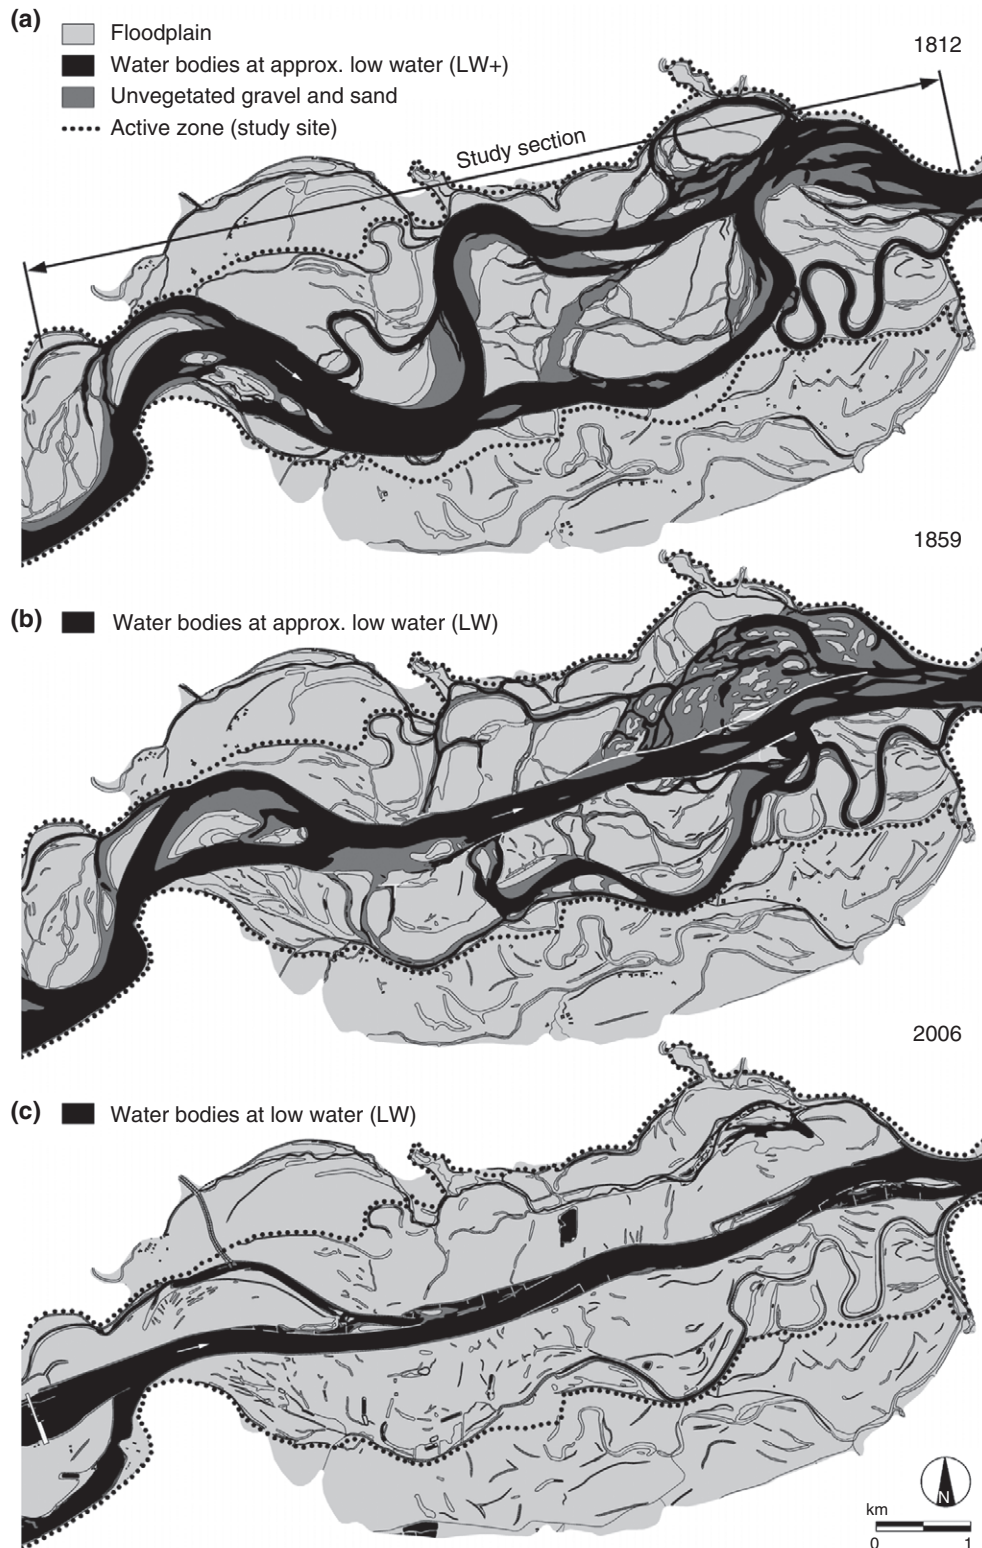 (a)
Floodplain
1812
Water bodies at approx. low water (LW+)
Unvegetated gravel and sand
Active zone (study site)
Study section
1859
(b)
Water bodies at approx. low water (LW)
2006
(c)
Water bodies at low water (LW)
N
km
0 1